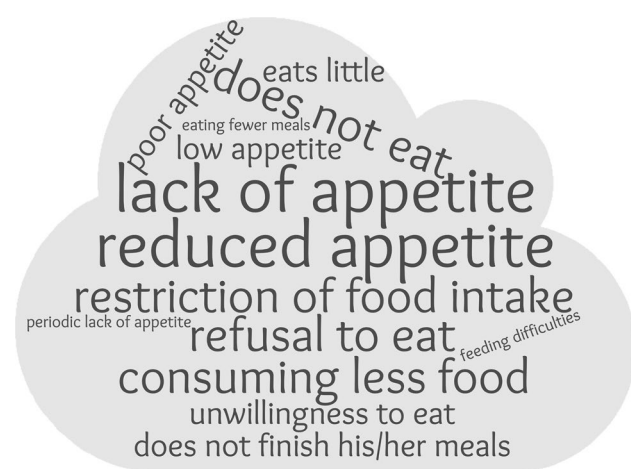 poor appetite
eats little
does not eat
eating fewer meals
low appetite
lack of appetite
reduced appetite
restriction of food intake
periodic lack of appetite
refusal to eat
feeding difficulties
consuming less food
unwillingness to eat
does not finish his/her meals